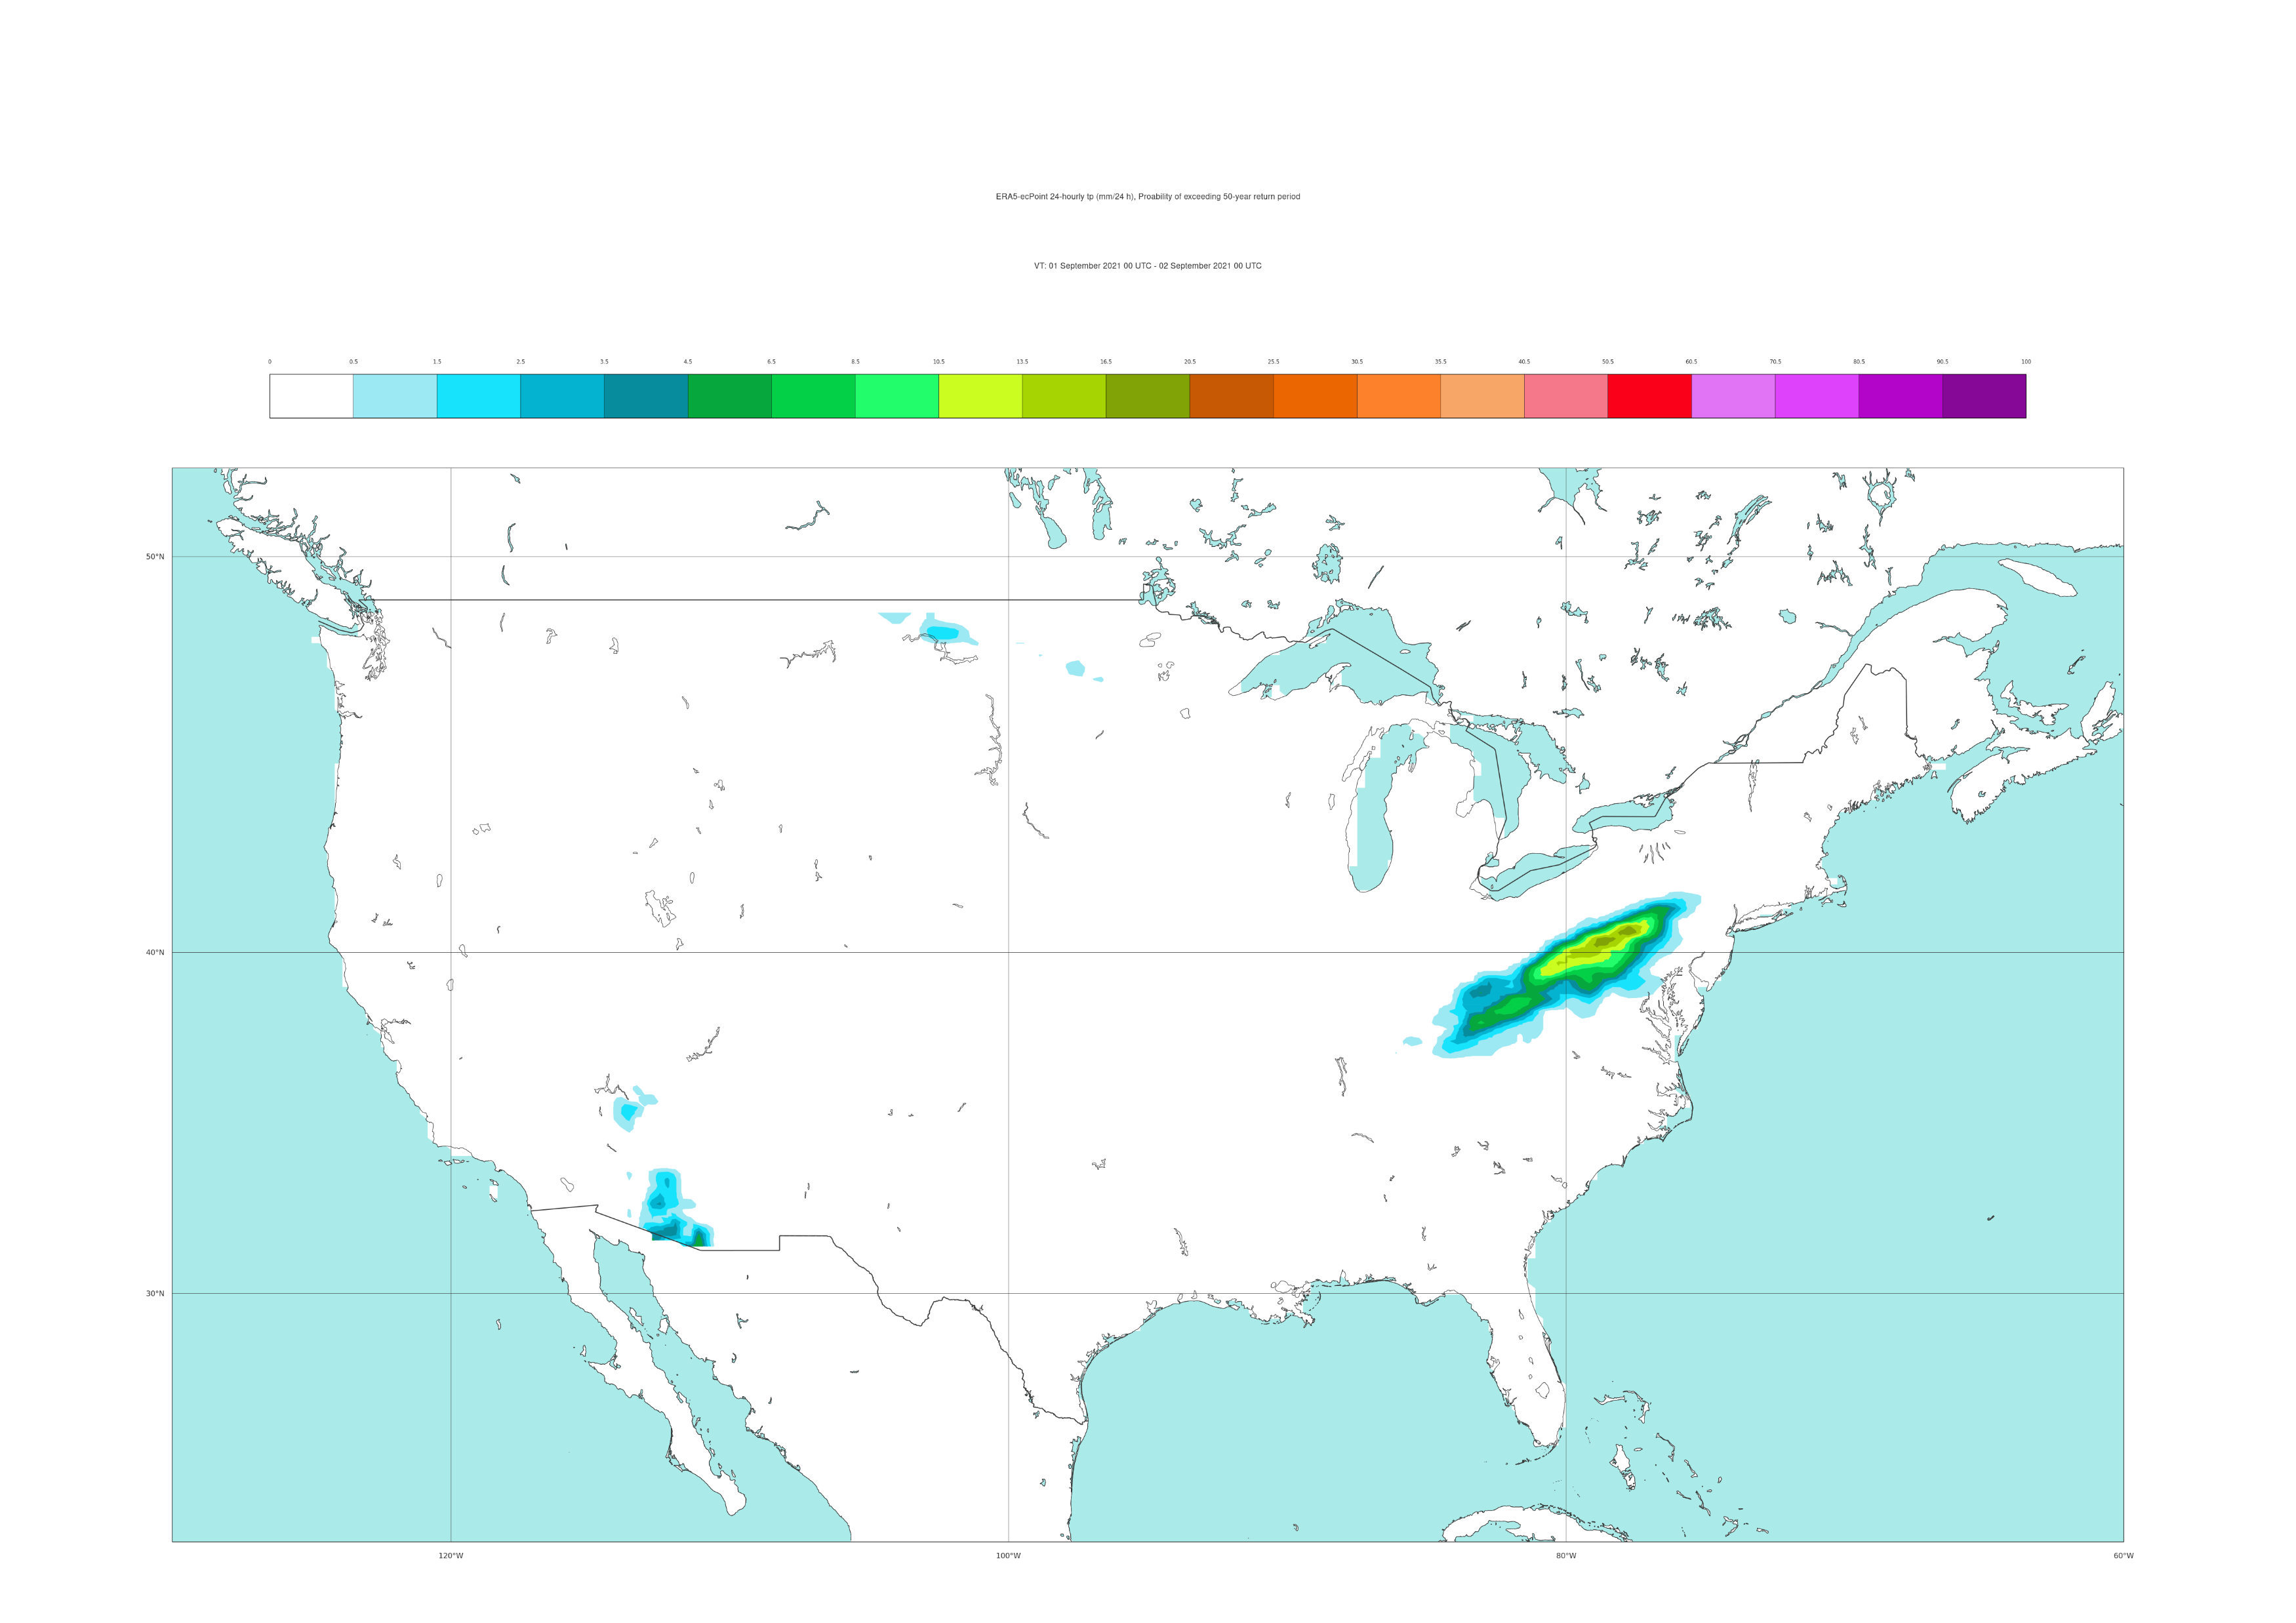 ERA5-ecPoint 24-hourly tp (mm/24 h), Proability of exceeding 50-year return period
VT: 01 September 2021 00 UTC - 02 September 2021 00 UTC
0 0.5 1.5 2.5 3.5 4.5 6.5 8.5 10.5 13.5 16.5 20.5 25.5 30.5 35.5 40.5 50.5 60.5 70.5 80.5 90.5 100
50°N
40°N
30°N
120°W 100°W 80°W 60°W